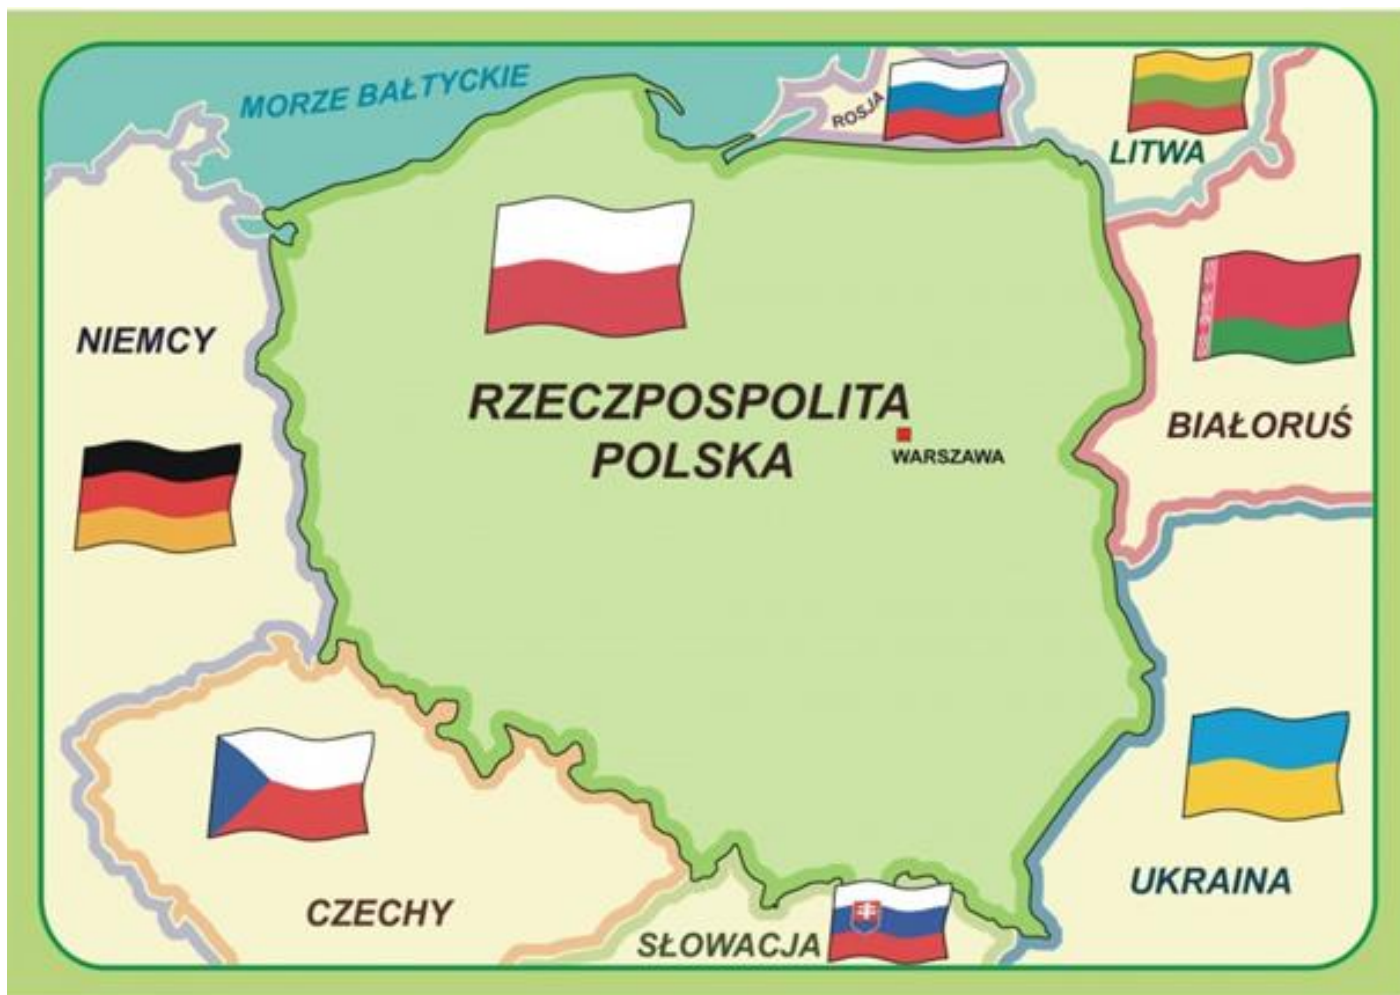 MORZE BAŁTYCKIE
ROSJA
LITWA
NIEMCY
RZECZPOSPOLITA
POLSKA
WARSZAWA
BIAŁORUŚ
CZECHY
SŁOWACJA
UKRAINA